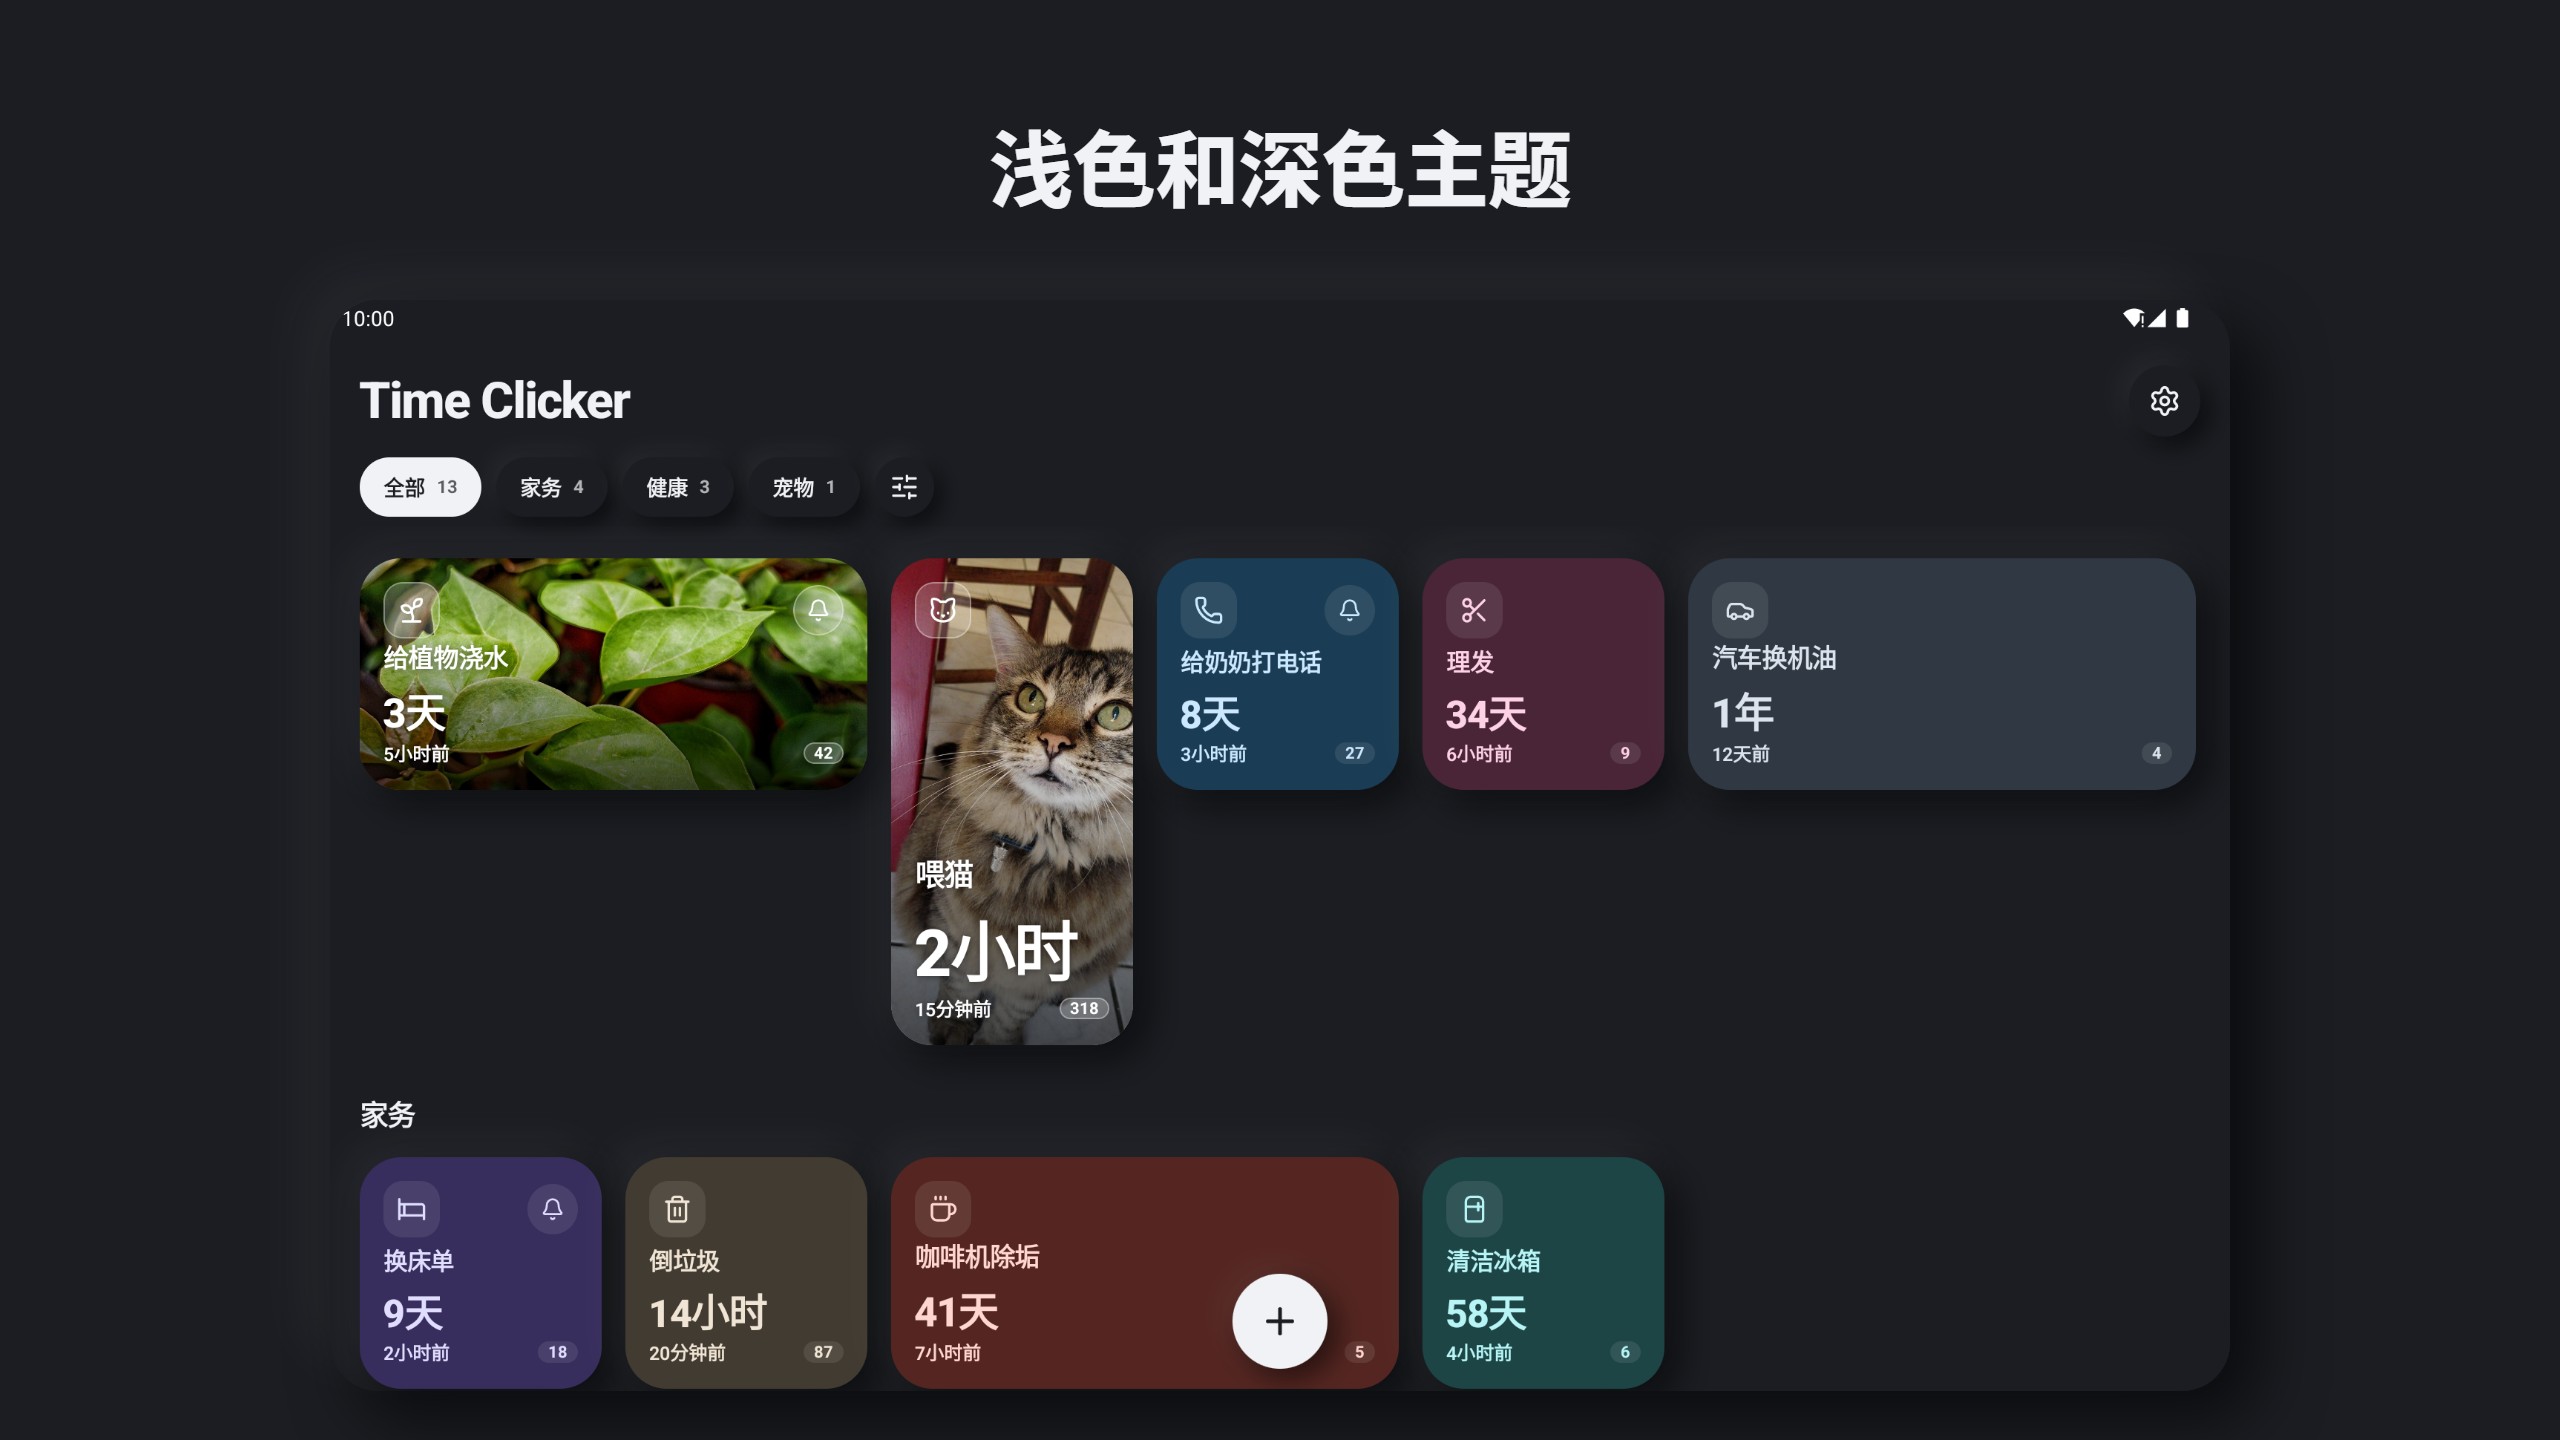 浅色和深色主题
10:00
Time Clicker
全部 13
家务 4
健康 3
宠物 1
给植物浇水
3天
5小时前
42
喂猫
2小时
15分钟前
318
给奶奶打电话
8天
3小时前
27
理发
34天
6小时前
9
汽车换机油
1年
12天前
4
家务
换床单
9天
2小时前
18
倒垃圾
14小时
20分钟前
87
咖啡机除垢
41天
7小时前
5
清洁冰箱
58天
4小时前
6